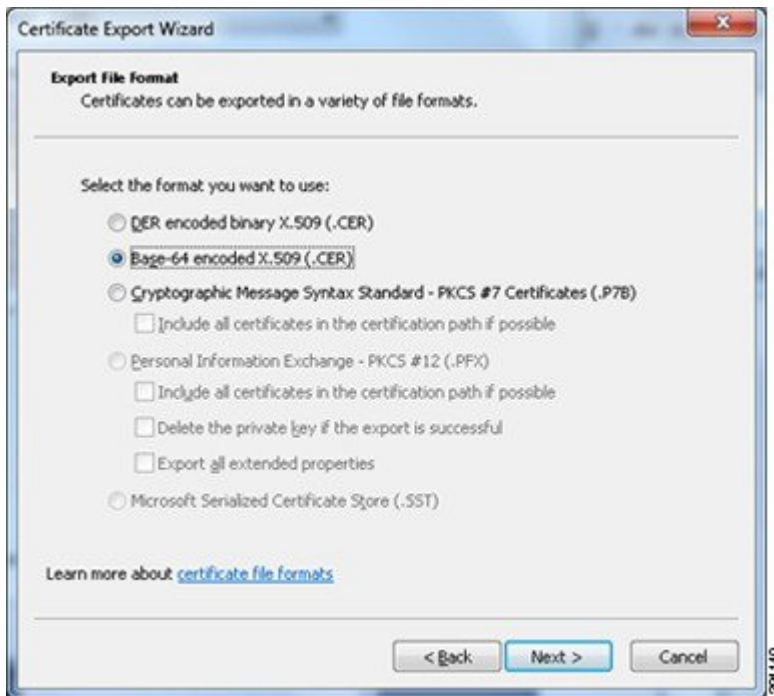 Certificate Export Wizard
Export File Format
Certificates can be exported in a variety of file formats.
Select the format you want to use:
DER encoded binary X.509 (.CER)
Base-64 encoded X.509 (.CER)
Cryptographic Message Syntax Standard - PKCS #7 Certificates (.P7B)
Include all certificates in the certification path if possible
Personal Information Exchange - PKCS #12 (.PFX)
Include all certificates in the certification path if possible
Delete the private key if the export is successful
Export all extended properties
Microsoft Serialized Certificate Store (.SST)
Learn more about certificate file formats
< Back Next > Cancel